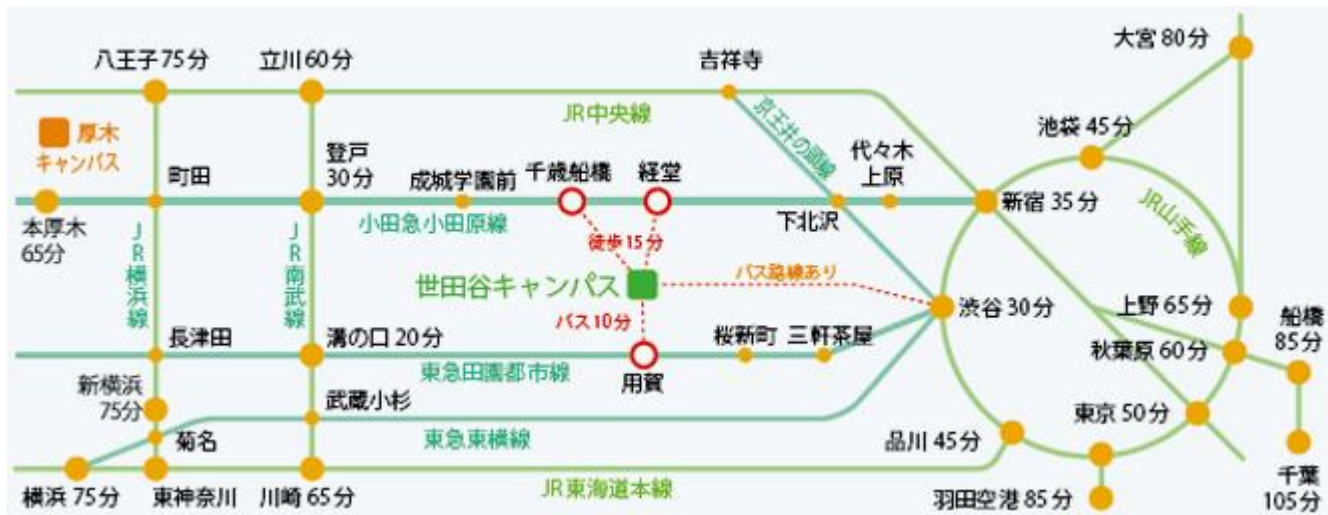 大宮80分
八王子75分
立川60分
吉祥寺
JR中央線
京王井の頭線
池袋45分
厚木
キャンパス
町田
登戸
30分
成城学園前
千歳船橋
経堂
代々木
上原
新宿35分
JR山手線
本厚木
65分
小田急小田原線
下北沢
徒歩15分
JR横浜線
JR南武線
世田谷キャンパス
バス路線あり
バス10分
渋谷30分
上野65分
船橋
85分
長津田
溝の口20分
桜新町
三軒茶屋
秋葉原60分
東急田園都市線
用賀
新横浜
75分
武蔵小杉
東京50分
菊名
東急東横線
品川45分
横浜75分
東神奈川
川崎65分
JR東海道本線
羽田空港85分
千葉
105分